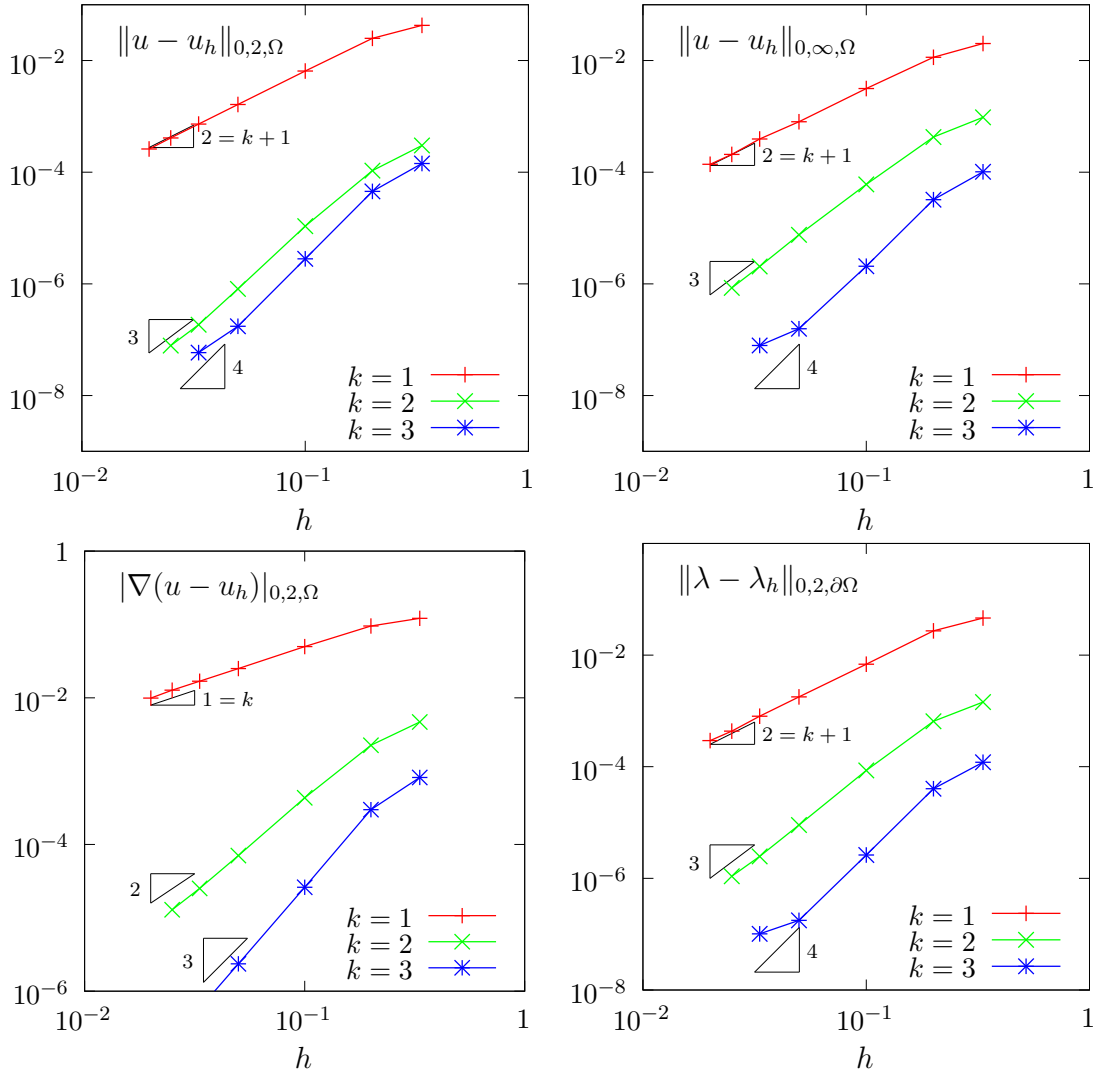 ‖u − u_h‖_{0,2,Ω}
10^{-2}
10^{-4}
10^{-6}
10^{-8}
2 = k + 1
3
4
k = 1
k = 2
k = 3
10^{-2} 10^{-1} 1
h
‖u − u_h‖_{0,∞,Ω}
10^{-2}
10^{-4}
10^{-6}
10^{-8}
2 = k + 1
3
4
k = 1
k = 2
k = 3
10^{-2} 10^{-1} 1
h
|∇(u − u_h)|_{0,2,Ω}
1
10^{-2}
10^{-4}
10^{-6}
1 = k
2
3
k = 1
k = 2
k = 3
10^{-2} 10^{-1} 1
h
‖λ − λ_h‖_{0,2,∂Ω}
10^{-2}
10^{-4}
10^{-6}
10^{-8}
2 = k + 1
3
4
k = 1
k = 2
k = 3
10^{-2} 10^{-1} 1
h